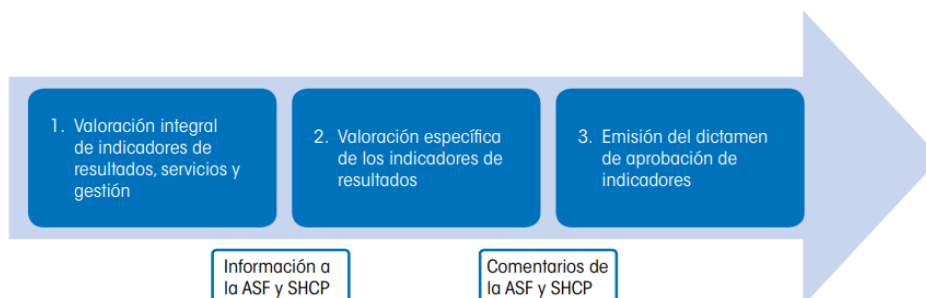 1. Valoración integral
de indicadores de
resultados, servicios y
gestión
2. Valoración específica
de los indicadores de
resultados
3. Emisión del dictamen
de aprobación de
indicadores
Información a
la ASF y SHCP
Comentarios de
la ASF y SHCP